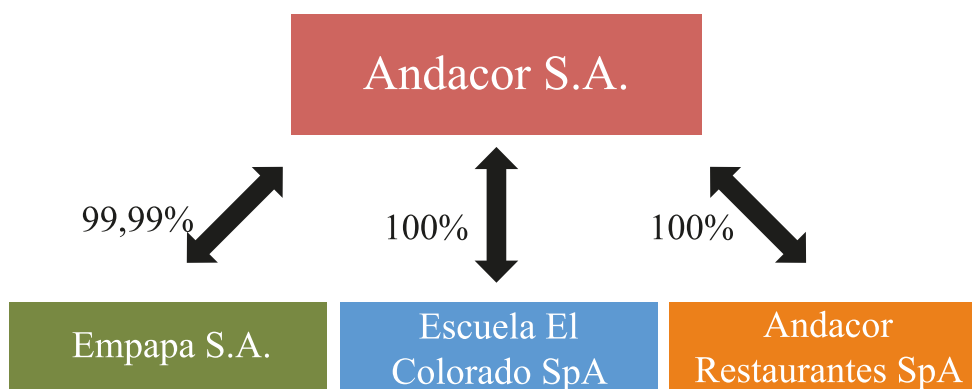 Andacor S.A.
99,99%
100%
100%
Empapa S.A.
Escuela El
Colorado SpA
Andacor
Restaurantes SpA